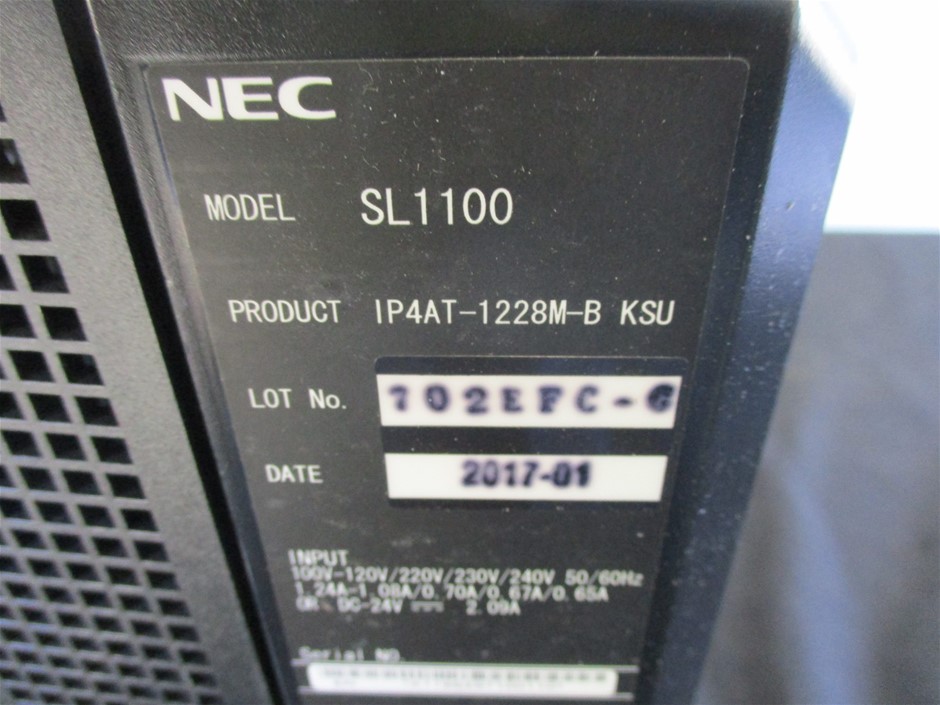 NEC
MODEL SL1100
PRODUCT IP4AT-1228M-B KSU
LOT No. 702EFC-G
DATE 2017-01
INPUT
100V-120V/220V/230V/240V 50/60Hz
1.24A-1.08A/0.70A/0.67A/0.65A
OR DC-24V ⎓ 2.09A
Serial NO.